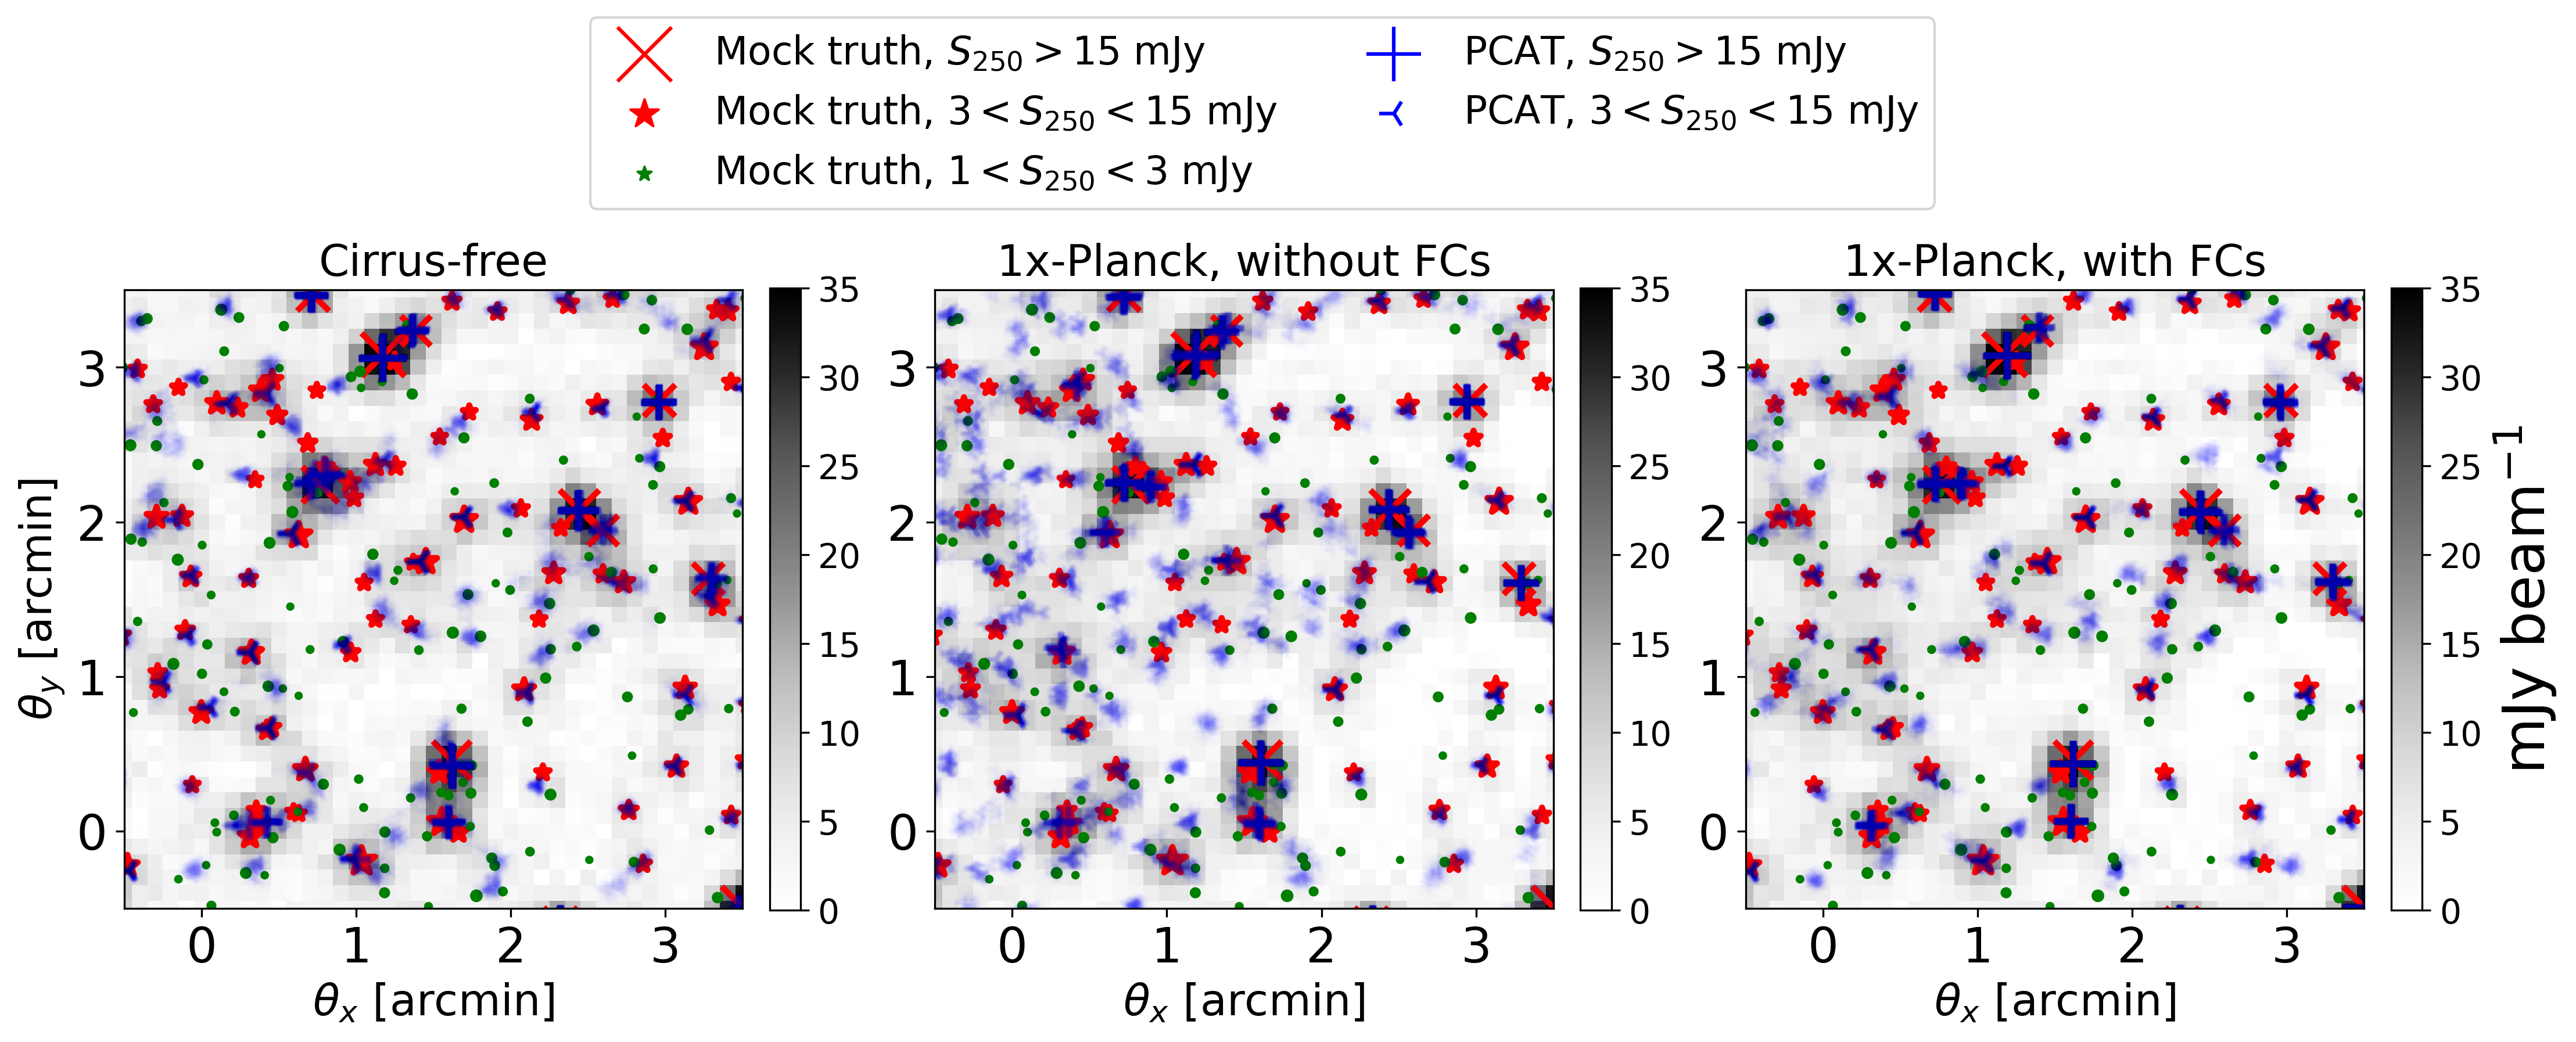 Mock truth, S₂₅₀ > 15 mJy
Mock truth, 3 < S₂₅₀ < 15 mJy
Mock truth, 1 < S₂₅₀ < 3 mJy
PCAT, S₂₅₀ > 15 mJy
PCAT, 3 < S₂₅₀ < 15 mJy
Cirrus-free
θy [arcmin]
3
2
1
0
0 1 2 3
θₓ [arcmin]
35
30
25
20
15
10
5
0
1x-Planck, without FCs
3
2
1
0
0 1 2 3
θₓ [arcmin]
35
30
25
20
15
10
5
0
1x-Planck, with FCs
3
2
1
0
0 1 2 3
θₓ [arcmin]
35
30
25
20
15
10
5
0
mJy beam⁻¹